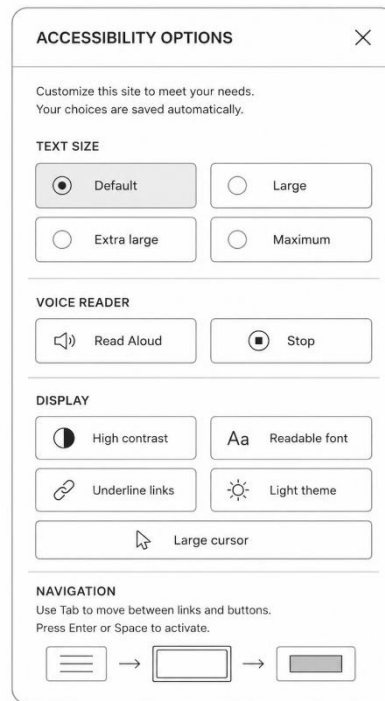 ACCESSIBILITY OPTIONS
Customize this site to meet your needs.
Your choices are saved automatically.
TEXT SIZE
Default
Large
Extra large
Maximum
VOICE READER
Read Aloud
Stop
DISPLAY
High contrast
Aa Readable font
Underline links
Light theme
Large cursor
NAVIGATION
Use Tab to move between links and buttons.
Press Enter or Space to activate.